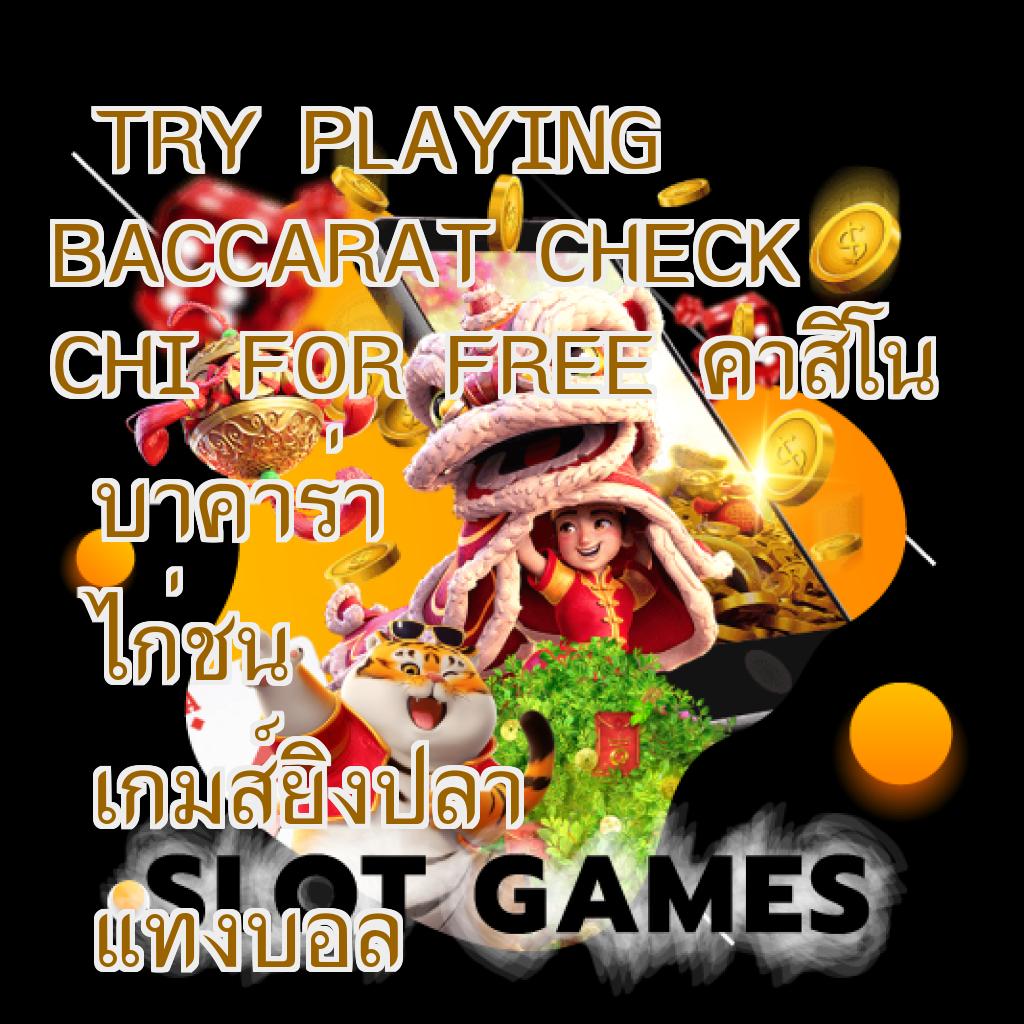 TRY PLAYING
BACCARAT CHECK
CHI FOR FREE คาสิโน
บาคาร่า
ไก่ชน
เกมส์ยิงปลา
SLOT GAMES
แทงบอล